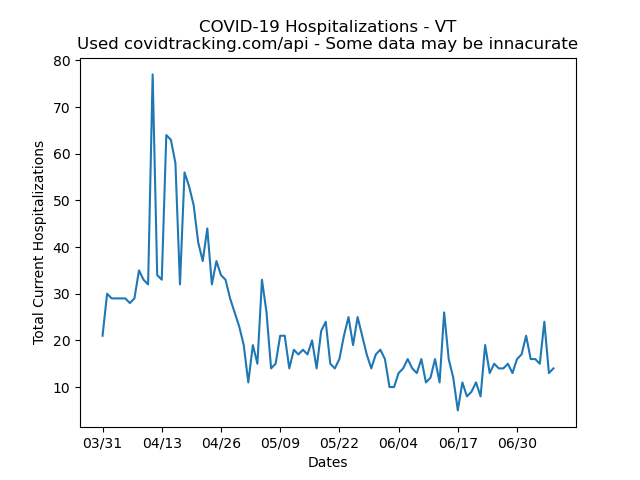 COVID-19 Hospitalizations - VT
Used covidtracking.com/api - Some data may be innacurate
80
70
60
50
40
30
20
10
Total Current Hospitalizations
03/31 04/13 04/26 05/09 05/22 06/04 06/17 06/30
Dates